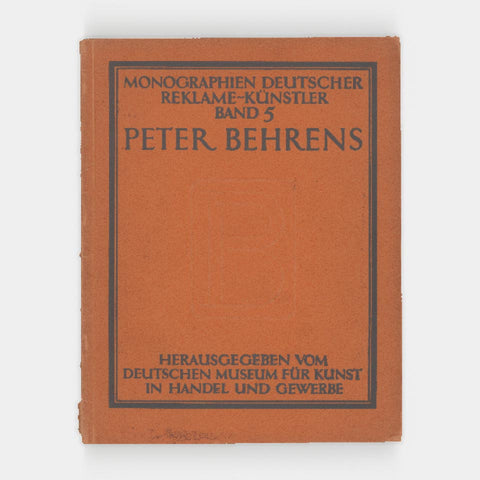 MONOGRAPHIEN DEUTSCHER
REKLAME-KÜNSTLER
BAND 5
PETER BEHRENS
HERAUSGEGEBEN VOM
DEUTSCHEN MUSEUM FÜR KUNST
IN HANDEL UND GEWERBE